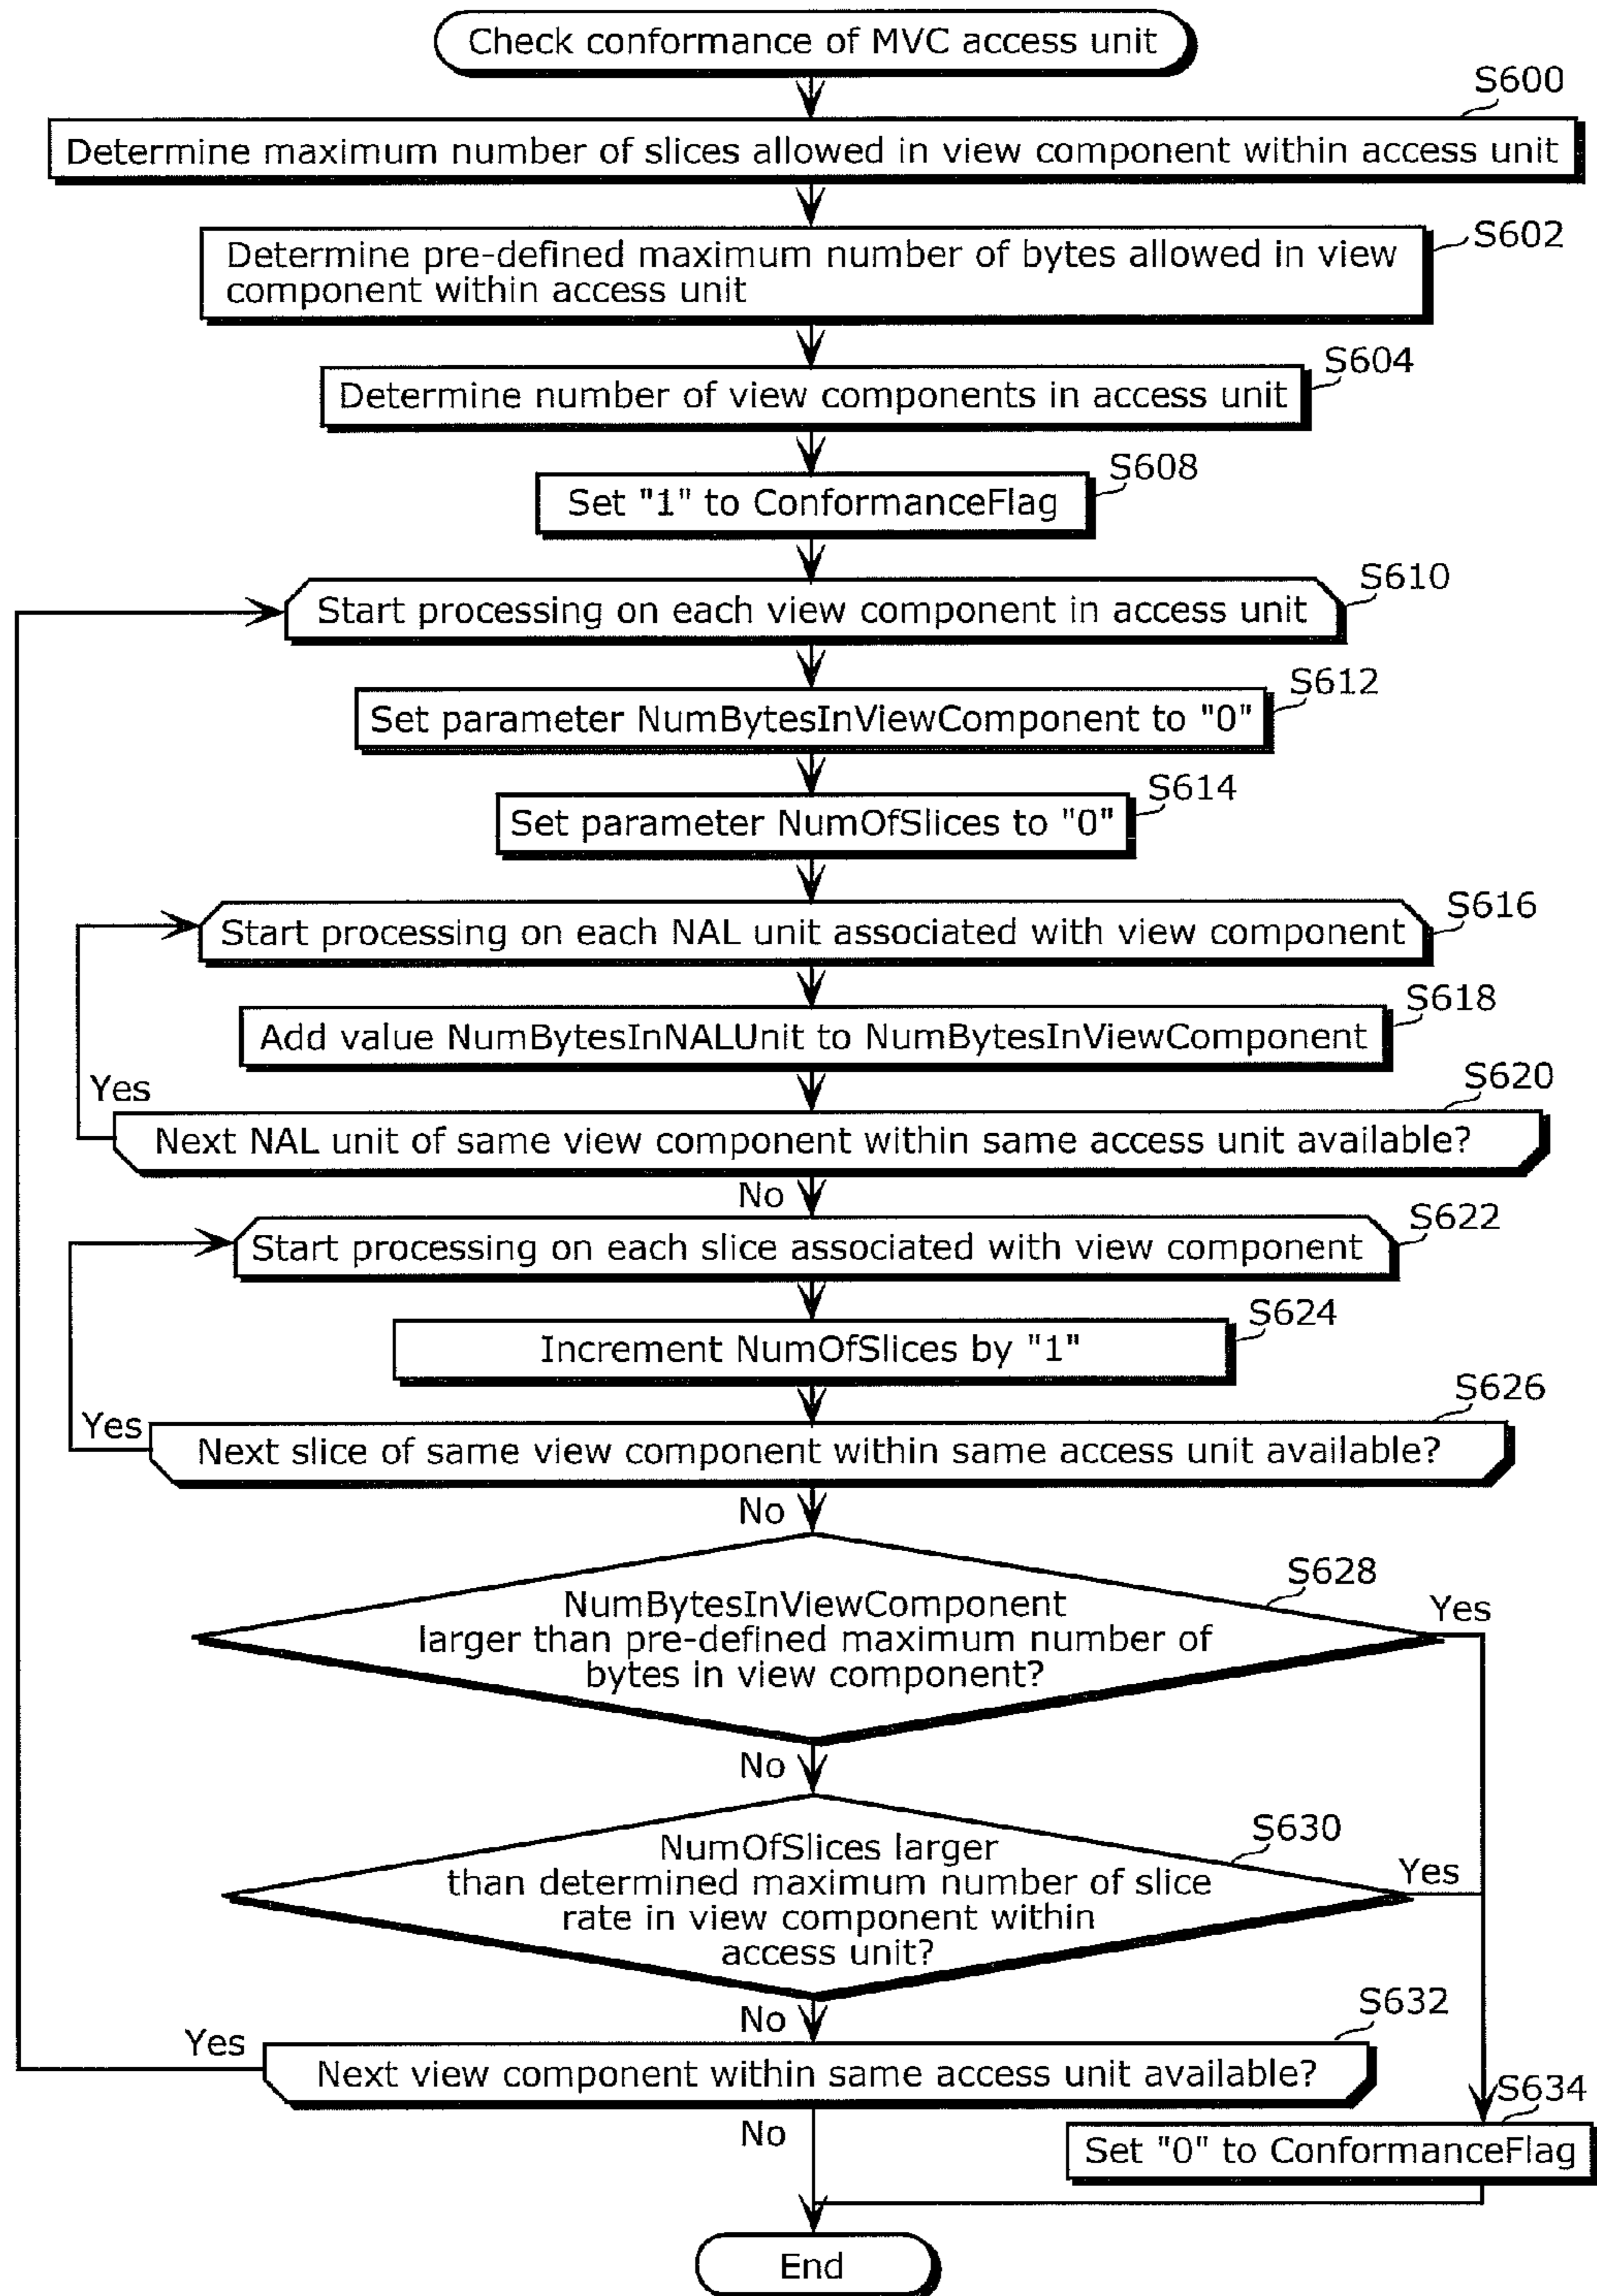 Check conformance of MVC access unit
S600
Determine maximum number of slices allowed in view component within access unit
S602
Determine pre-defined maximum number of bytes allowed in view
component within access unit
S604
Determine number of view components in access unit
S608
Set "1" to ConformanceFlag
S610
Start processing on each view component in access unit
S612
Set parameter NumBytesInViewComponent to "0"
S614
Set parameter NumOfSlices to "0"
S616
Start processing on each NAL unit associated with view component
S618
Add value NumBytesInNALUnit to NumBytesInViewComponent
Yes
S620
Next NAL unit of same view component within same access unit available?
No
S622
Start processing on each slice associated with view component
S624
Increment NumOfSlices by "1"
S626
Yes
Next slice of same view component within same access unit available?
No
S628
Yes
NumBytesInViewComponent
larger than pre-defined maximum number of
bytes in view component?
No
S630
Yes
NumOfSlices larger
than determined maximum number of slice
rate in view component within
access unit?
No
S632
Yes
Next view component within same access unit available?
No
S634
Set "0" to ConformanceFlag
End